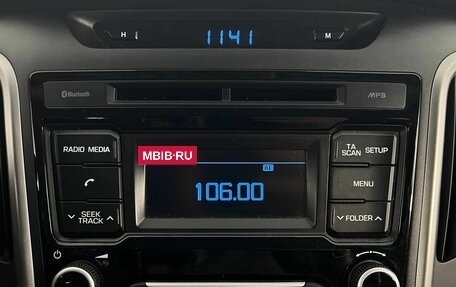 H 1141 M
Bluetooth MP3
RADIO MEDIA
TA SCAN SETUP
MBIB·RU
AF
106.00
MENU
SEEK TRACK
FOLDER